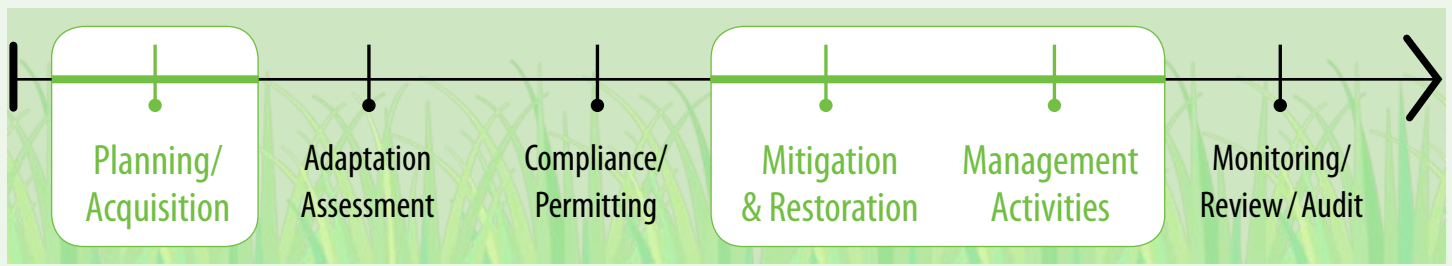 Planning/
Acquisition
Adaptation
Assessment
Compliance/
Permitting
Mitigation
& Restoration
Management
Activities
Monitoring/
Review / Audit